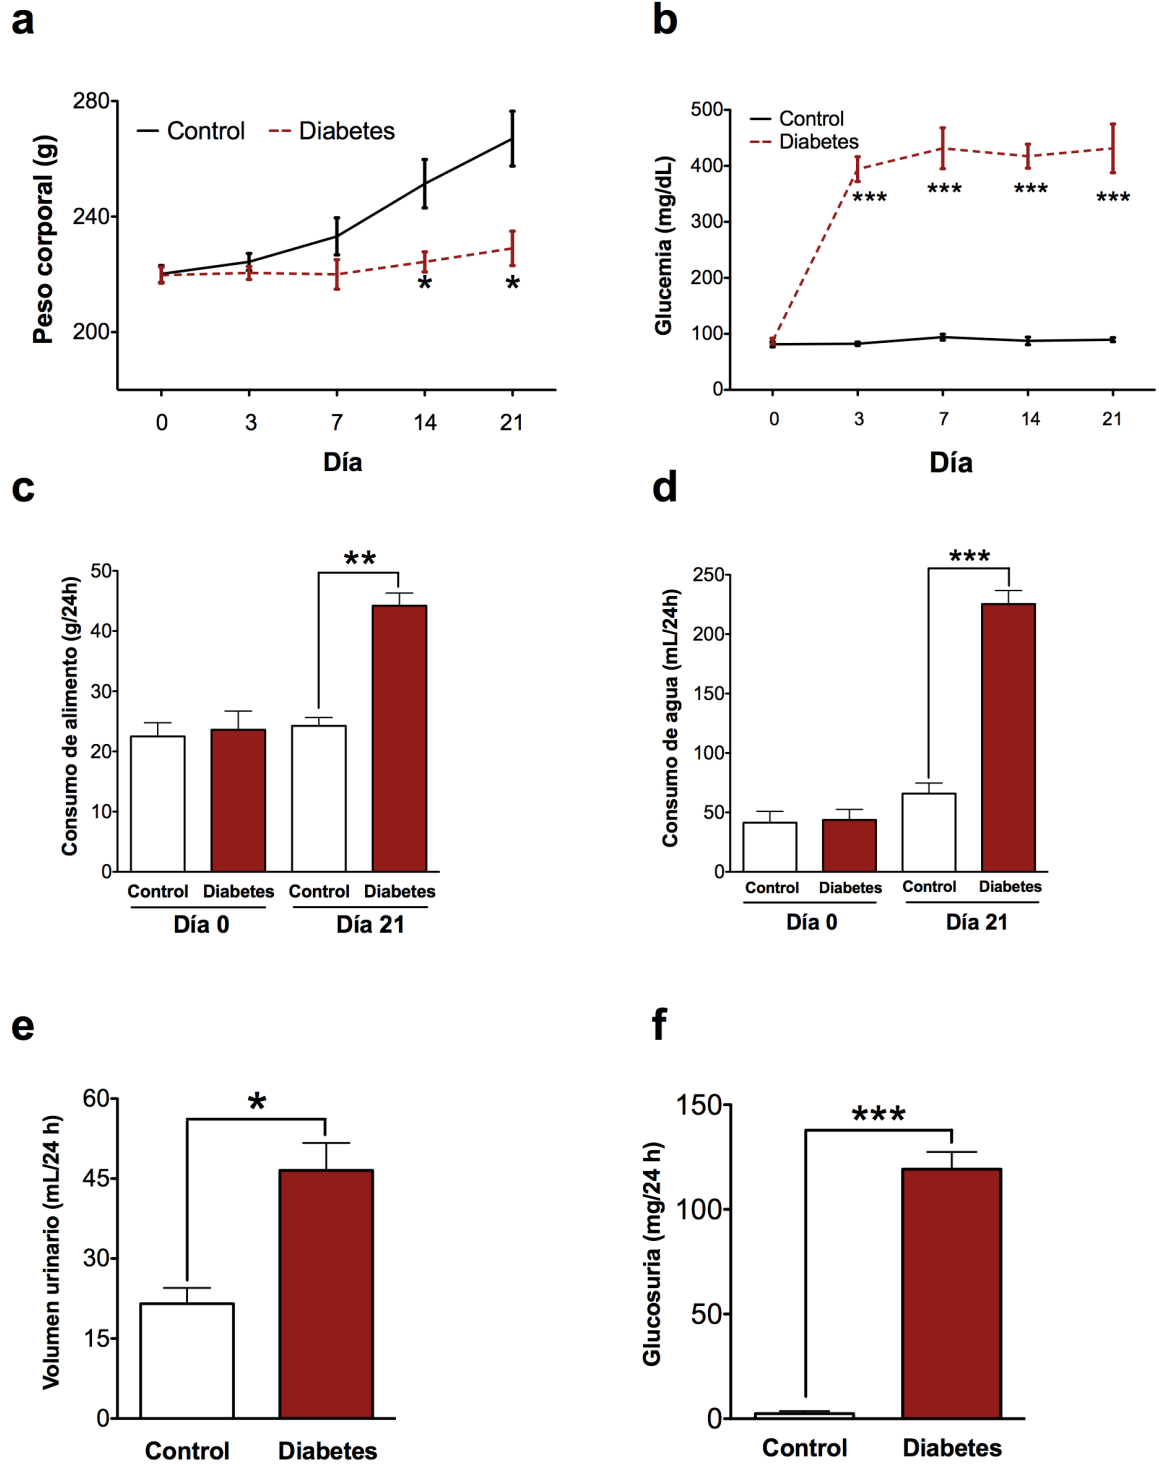 a
280
Control
Diabetes
240
200
Peso corporal (g)
0 3 7 14 21
* *
Día
b
500
Control
Diabetes
400
*** *** *** ***
300
200
100
0
Glucemia (mg/dL)
0 3 7 14 21
Día
c
**
50
40
30
20
10
0
Consumo de alimento (g/24h)
Control Diabetes Control Diabetes
Día 0 Día 21
d
***
250
200
150
100
50
0
Consumo de agua (mL/24h)
Control Diabetes Control Diabetes
Día 0 Día 21
e
60
*
45
30
15
0
Volumen urinario (mL/24 h)
Control Diabetes
f
150
***
100
50
0
Glucosuria (mg/24 h)
Control Diabetes